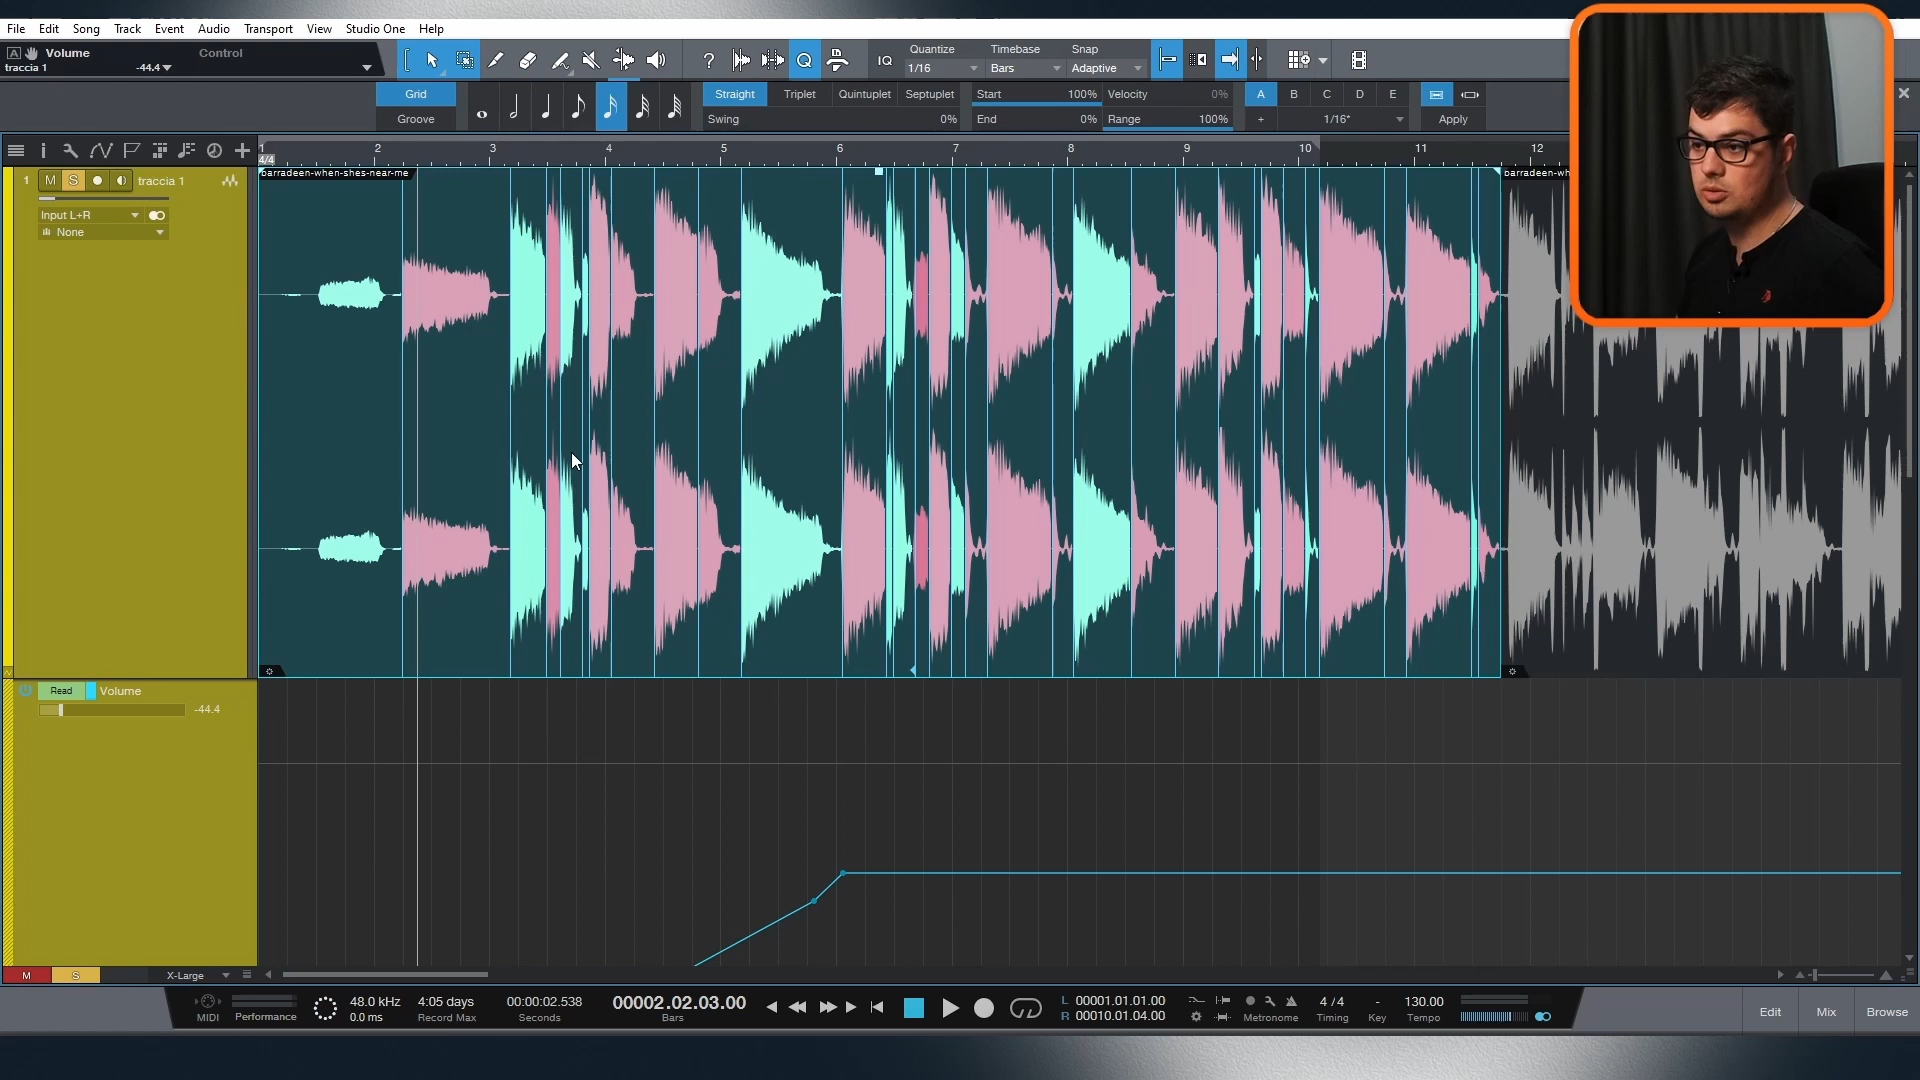 File Edit Song Track Event Audio Transport View Studio One Help
A Volume Control
traccia 1 -44.4
? Q IQ Quantize Timebase Snap
1/16 Bars Adaptive
Grid Straight Triplet Quintuplet Septuplet Start 100% Velocity 0% A B C D E
Groove Swing 0% End 0% Range 100% + 1/16* Apply
1 2 3 4 5 6 7 8 9 10 11 12
4/4
1 M S traccia 1
barradeen-when-shes-near-me
barradeen-wh
Input L+R
None
Read Volume
-44.4
M S X-Large
MIDI Performance
48.0 kHz
0.0 ms
4:05 days
Record Max
00:00:02.538
Seconds
00002.02.03.00
Bars
L 00001.01.01.00
R 00010.01.04.00
Metronome
4 / 4
Timing
-
Key
130.00
Tempo
Edit Mix Browse